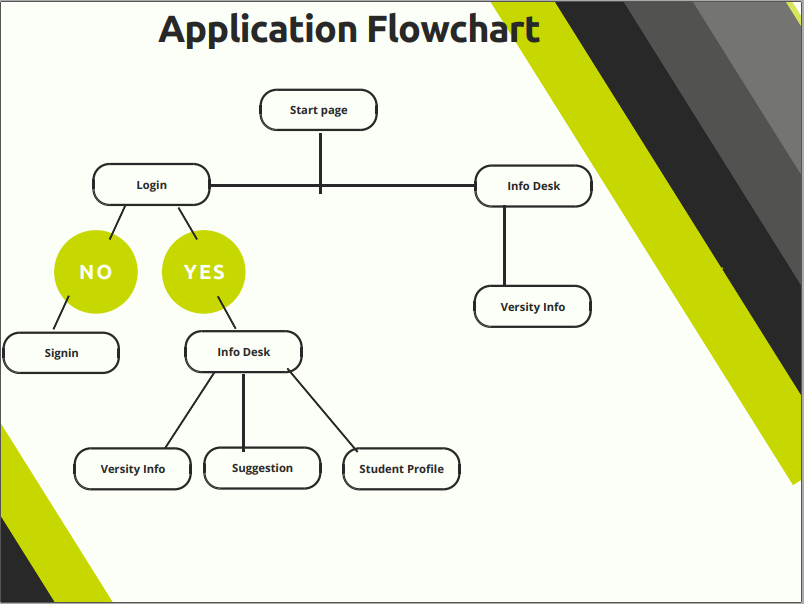 Application Flowchart
Start page
Login
Info Desk
NO
YES
Versity Info
Signin
Info Desk
Versity Info
Suggestion
Student Profile